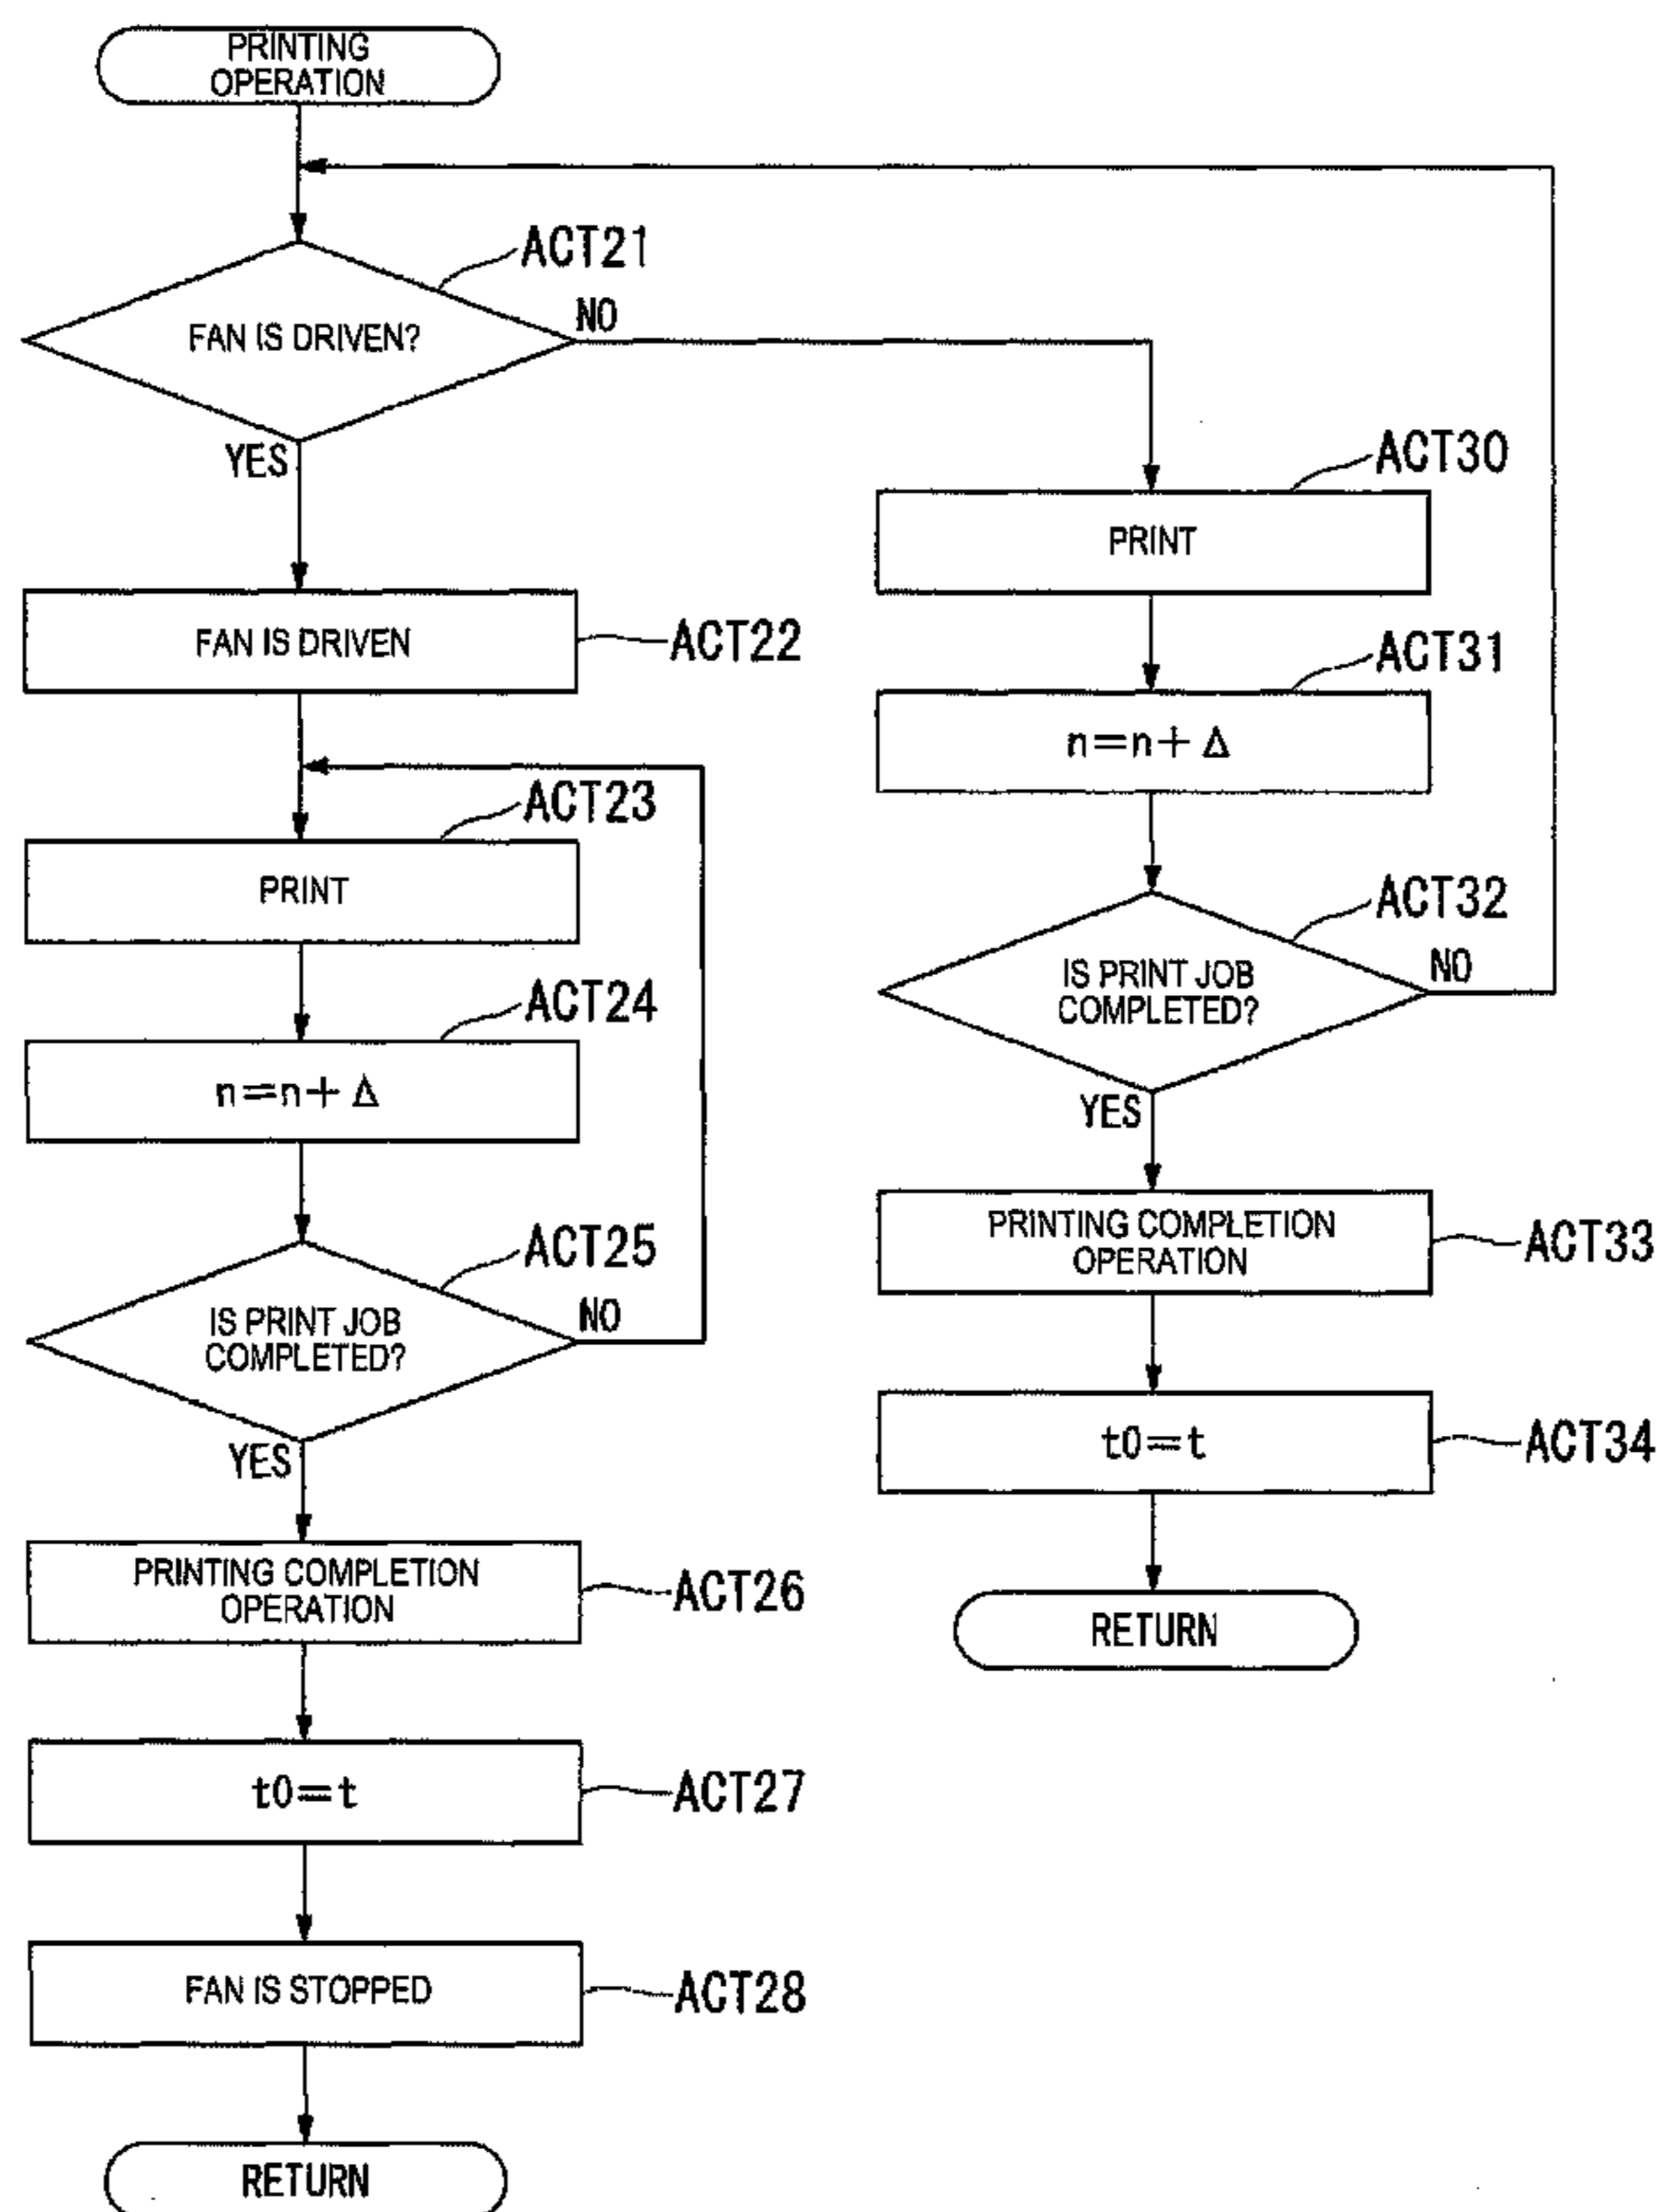 PRINTING
OPERATION
ACT21
FAN IS DRIVEN?
NO
YES
FAN IS DRIVEN
ACT22
ACT23
PRINT
ACT24
n=n+ Δ
ACT25
IS PRINT JOB
COMPLETED?
NO
YES
PRINTING COMPLETION
OPERATION
ACT26
t0=t
ACT27
FAN IS STOPPED
ACT28
RETURN
ACT30
PRINT
ACT31
n=n+ Δ
ACT32
IS PRINT JOB
COMPLETED?
NO
YES
PRINTING COMPLETION
OPERATION
ACT33
t0=t
ACT34
RETURN